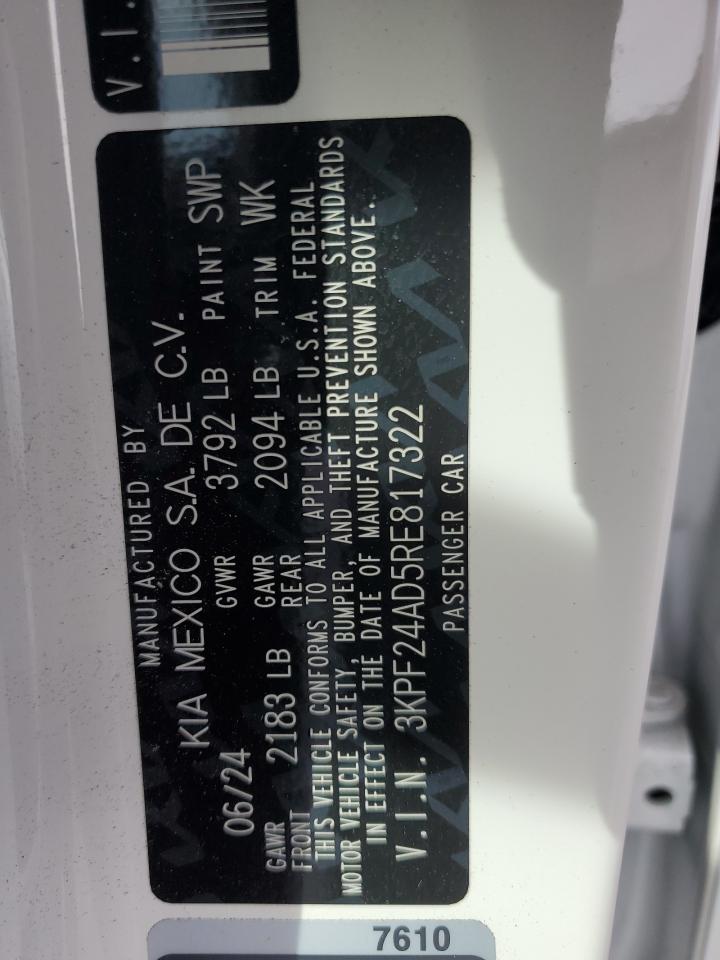 V.I.
MANUFACTURED BY
KIA MEXICO S.A. DE C.V.
06/24 GVWR 3792 LB PAINT SWP
GAWR FRONT 2183 LB GAWR REAR 2094 LB TRIM WK
THIS VEHICLE CONFORMS TO ALL APPLICABLE U.S.A. FEDERAL
MOTOR VEHICLE SAFETY, BUMPER, AND THEFT PREVENTION STANDARDS
IN EFFECT ON THE DATE OF MANUFACTURE SHOWN ABOVE.
V.I.N. 3KPF24AD5RE817322
PASSENGER CAR
7610